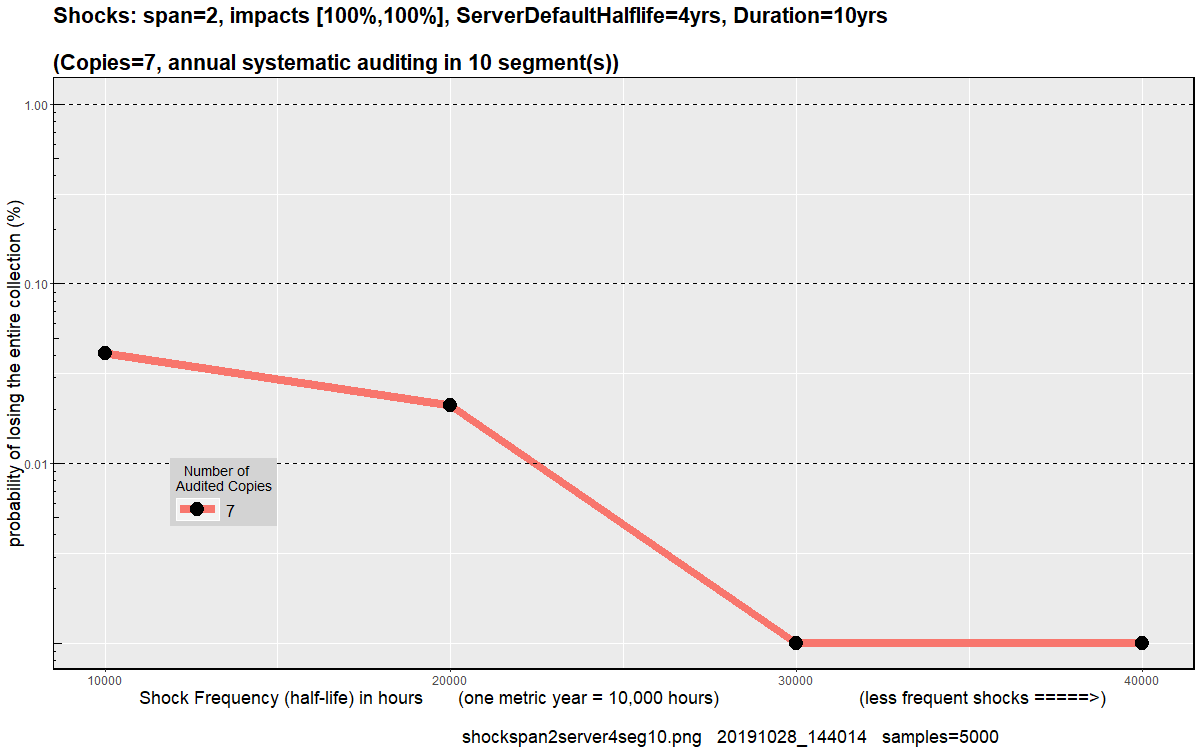 Shocks: span=2, impacts [100%,100%], ServerDefaultHalflife=4yrs, Duration=10yrs
(Copies=7, annual systematic auditing in 10 segment(s))
probability of losing the entire collection (%)
1.00
0.10
0.01
Number of
Audited Copies
7
10000 20000 30000 40000
Shock Frequency (half-life) in hours (one metric year = 10,000 hours) (less frequent shocks =====>)
shockspan2server4seg10.png 20191028_144014 samples=5000